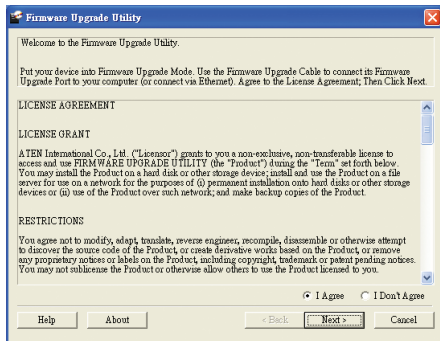 Firmware Upgrade Utility
Welcome to the Firmware Upgrade Utility.
Put your device into Firmware Upgrade Mode. Use the Firmware Upgrade Cable to connect its Firmware
Upgrade Port to your computer (or connect via Ethernet). Agree to the License Agreement; Then Click Next.
LICENSE AGREEMENT
LICENSE GRANT
ATEN International Co., Ltd. ("Licensor") grants to you a non-exclusive, non-transferable license to
access and use FIRMWARE UPGRADE UTILITY (the "Product") during the "Term" set forth below.
You may install the Product on a hard disk or other storage device; install and use the Product on a file
server for use on a network for the purposes of (i) permanent installation onto hard disks or other storage
devices or (ii) use of the Product over such network; and make backup copies of the Product.
RESTRICTIONS
You agree not to modify, adapt, translate, reverse engineer, recompile, disassemble or otherwise attempt
to discover the source code of the Product, or create derivative works based on the Product, or remove
any proprietary notices or labels on the Product, including copyright, trademark or patent pending notices.
You may not sublicense the Product or otherwise allow others to use the Product licensed to you.
I Agree I Don't Agree
Help About < Back Next > Cancel